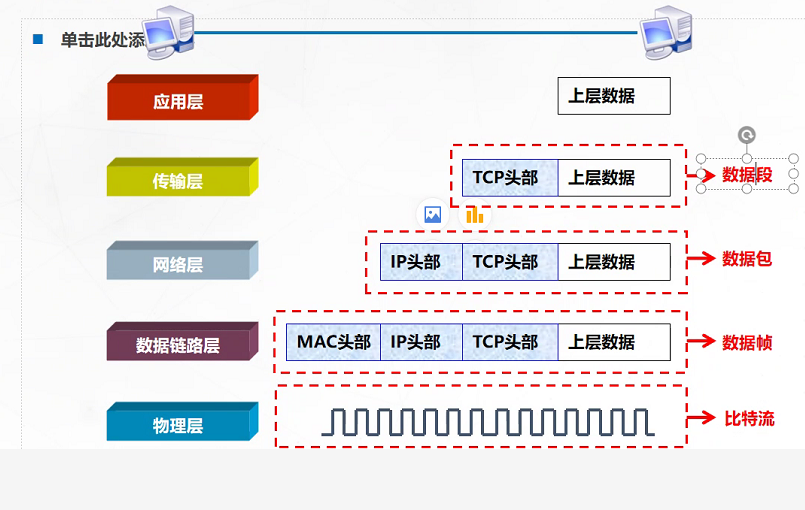 单击此处添
应用层
上层数据
传输层
TCP头部 上层数据
数据段
网络层
IP头部 TCP头部 上层数据
数据包
数据链路层
MAC头部 IP头部 TCP头部 上层数据
数据帧
物理层
比特流